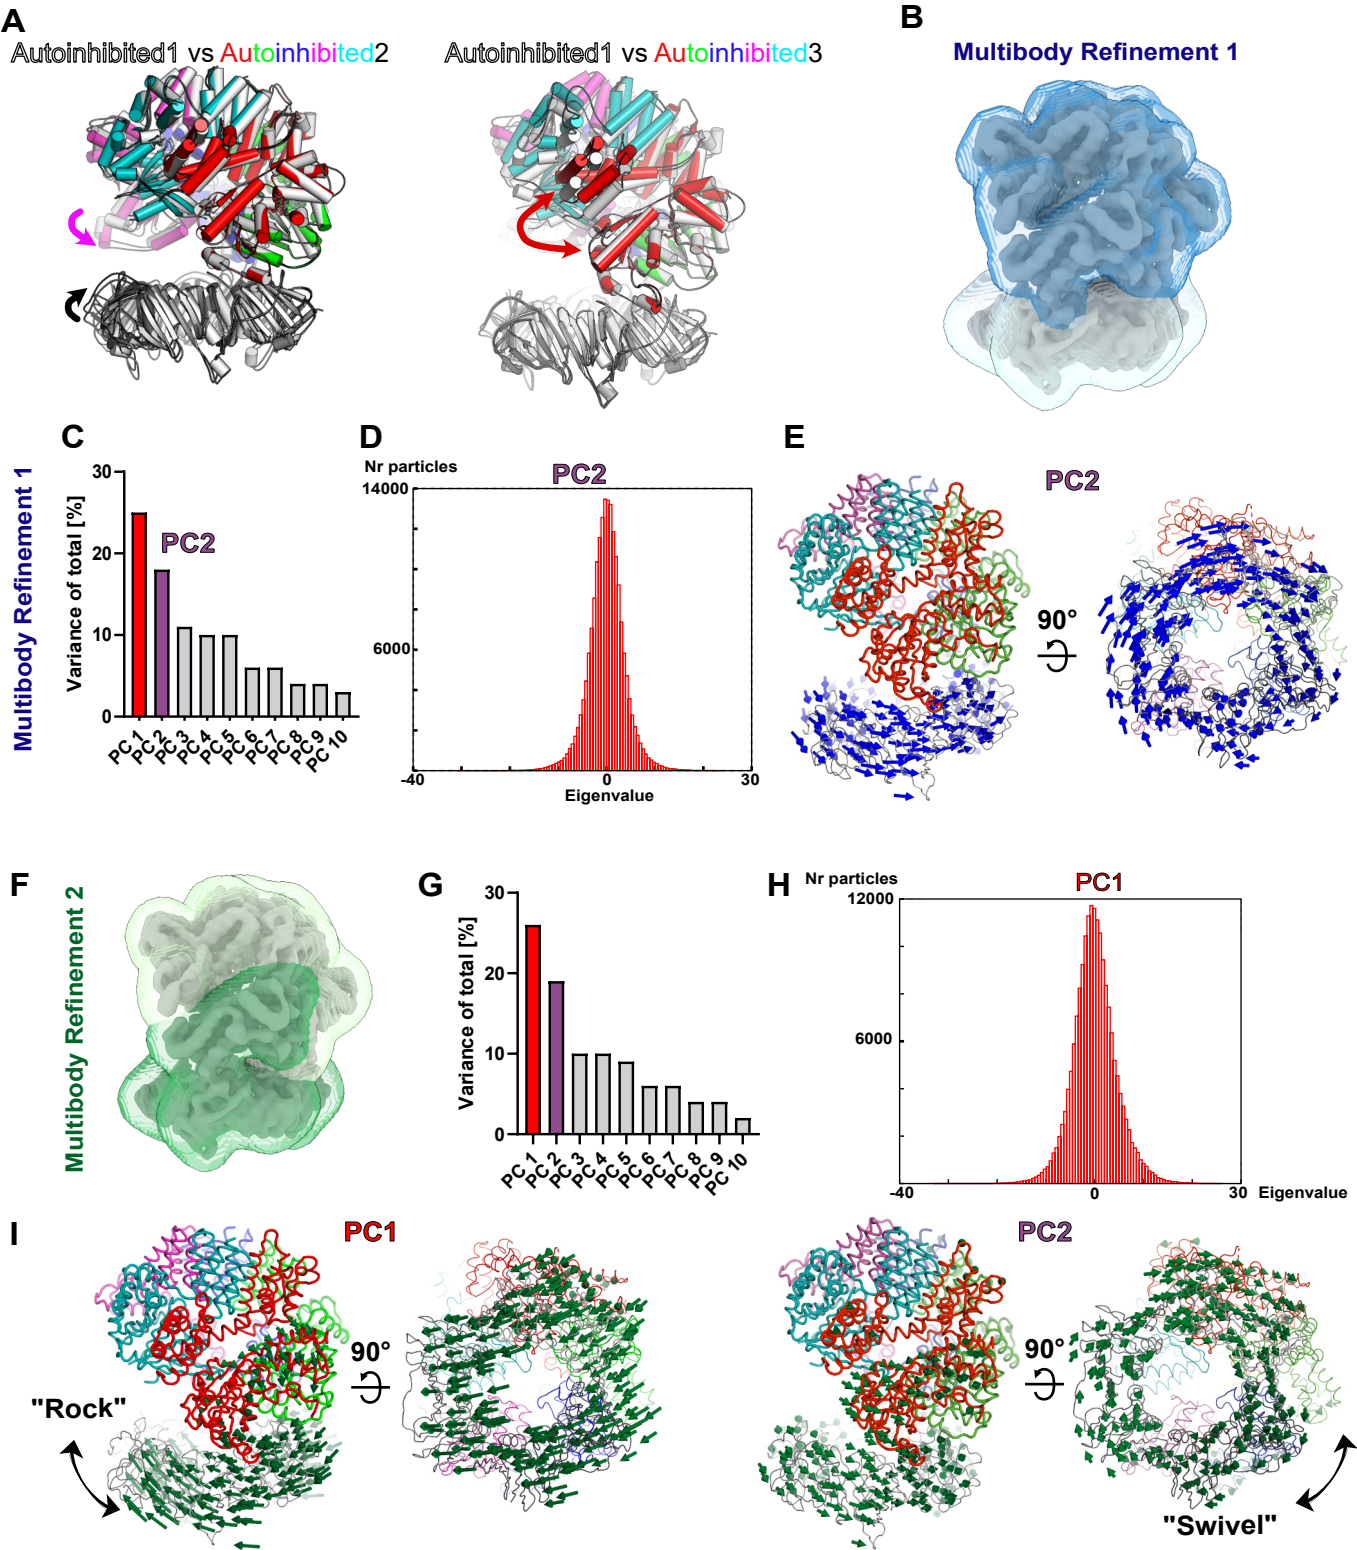 A
Autoinhibited1 vs Autoinhibited2
Autoinhibited1 vs Autoinhibited3
B
Multibody Refinement 1
Multibody Refinement 1
C
Variance of total [%]
30
20
10
0
PC2
PC 1
PC 2
PC 3
PC 4
PC 5
PC 6
PC 7
PC 8
PC 9
PC 10
D
Nr particles
PC2
14000
6000
-40
0
30
Eigenvalue
E
PC2
90°
F
Multibody Refinement 2
G
Variance of total [%]
30
20
10
0
PC 1
PC 2
PC 3
PC 4
PC 5
PC 6
PC 7
PC 8
PC 9
PC 10
H
Nr particles
PC1
12000
6000
-40
0
30
Eigenvalue
I
PC1
90°
"Rock"
PC2
90°
"Swivel"